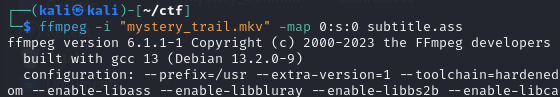 ┌──(kali㉿kali)-[~/ctf]
└─$ ffmpeg -i "mystery_trail.mkv" -map 0:s:0 subtitle.ass
ffmpeg version 6.1.1-1 Copyright (c) 2000-2023 the FFmpeg developers
  built with gcc 13 (Debian 13.2.0-9)
  configuration: --prefix=/usr --extra-version=1 --toolchain=hardened
om --enable-libass --enable-libbluray --enable-libbs2b --enable-libca